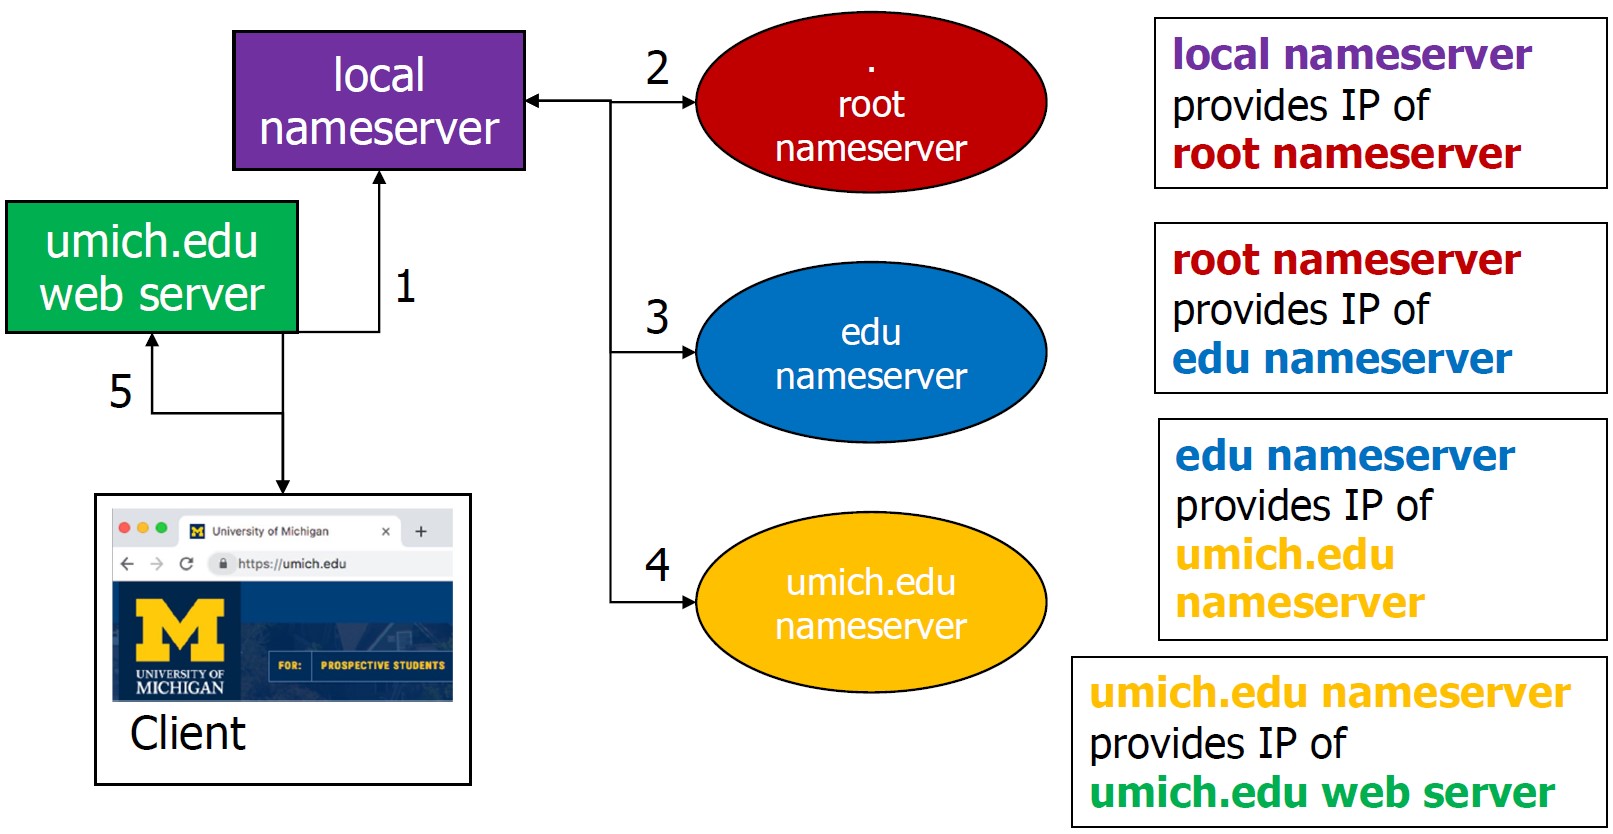 local
nameserver
umich.edu
web server
1
2
.
root
nameserver
3
edu
nameserver
4
umich.edu
nameserver
5
University of Michigan
https://umich.edu
M
UNIVERSITY OF
MICHIGAN
FOR: PROSPECTIVE STUDENTS
Client
local nameserver
provides IP of
root nameserver
root nameserver
provides IP of
edu nameserver
edu nameserver
provides IP of
umich.edu
nameserver
umich.edu nameserver
provides IP of
umich.edu web server